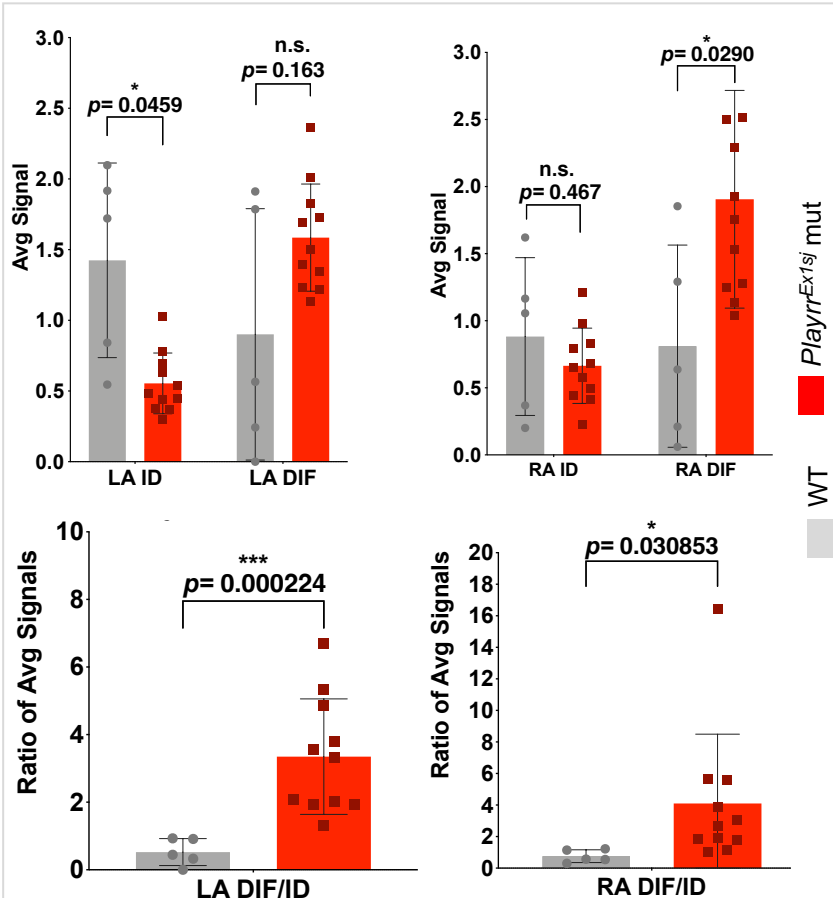 3.0
2.5
2.0
1.5
1.0
0.5
0.0
Avg Signal
*
p= 0.0459
n.s.
p= 0.163
LA ID
LA DIF
3.0
2.5
2.0
1.5
1.0
0.5
0.0
Avg Signal
n.s.
p= 0.467
*
p= 0.0290
RA ID
RA DIF
PlayrrEx1sj mut
WT
10
8
6
4
2
0
Ratio of Avg Signals
***
p= 0.000224
LA DIF/ID
20
18
16
14
12
10
8
6
4
2
0
Ratio of Avg Signals
*
p= 0.030853
RA DIF/ID